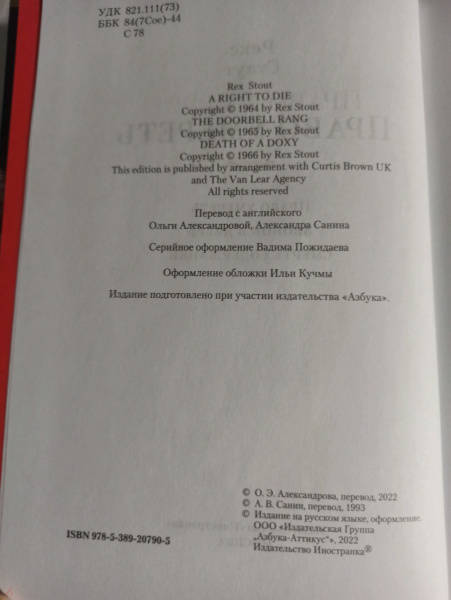 УДК 821.111(73)
ББК 84(7Сое)-44
С 78
Rex Stout
A RIGHT TO DIE
Copyright © 1964 by Rex Stout
THE DOORBELL RANG
Copyright © 1965 by Rex Stout
DEATH OF A DOXY
Copyright © 1966 by Rex Stout
This edition is published by arrangement with Curtis Brown UK
and The Van Lear Agency
All rights reserved
Перевод с английского
Ольги Александровой, Александра Санина
Серийное оформление Вадима Пожидаева
Оформление обложки Ильи Кучмы
Издание подготовлено при участии издательства «Азбука».
© О. Э. Александрова, перевод, 2022
© А. В. Санин, перевод, 1993
© Издание на русском языке, оформление.
ООО «Издательская Группа
„Азбука-Аттикус“», 2022
Издательство Иностранка®
ISBN 978-5-389-20790-5